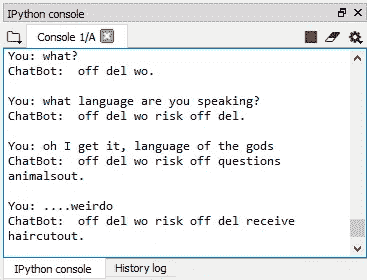 IPython console
Console 1/A
You: what?
ChatBot:  off del wo.
You: what language are you speaking?
ChatBot:  off del wo risk off del.
You: oh I get it, language of the gods
ChatBot:  off del wo risk off questions
animalsout.
You: ....weirdo
ChatBot:  off del wo risk off del receive
haircutout.
IPython console
History log